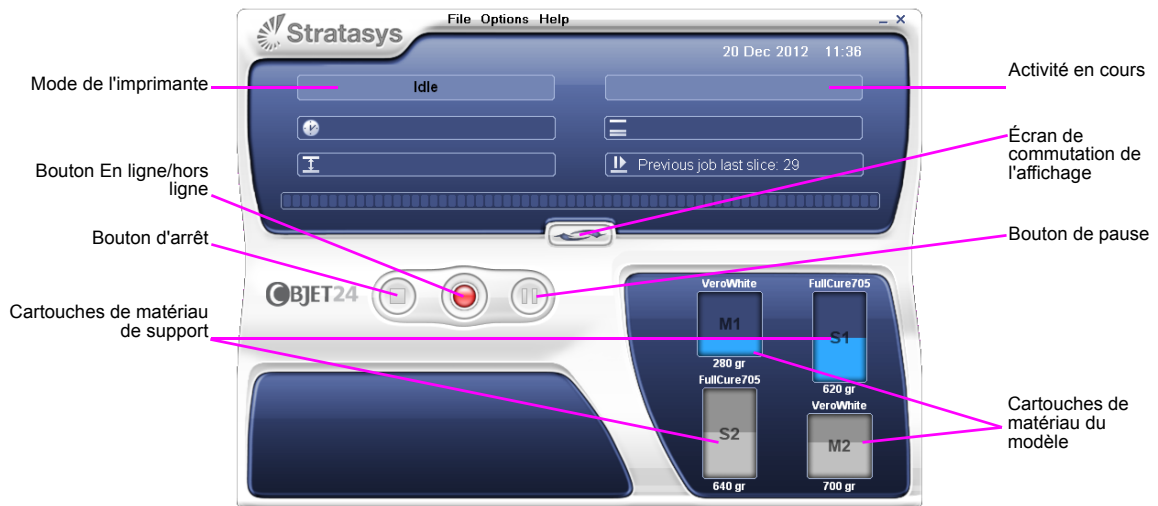 File Options Help
Stratasys
20 Dec 2012 11:36
Mode de l'imprimante
Idle
Activité en cours
Écran de
commutation de
l'affichage
Previous job last slice: 29
Bouton En ligne/hors
ligne
Bouton d'arrêt
Bouton de pause
OBJET24
Cartouches de matériau
de support
VeroWhite
M1
280 gr
FullCure705
S1
620 gr
FullCure705
S2
640 gr
VeroWhite
M2
700 gr
Cartouches de
matériau du
modèle